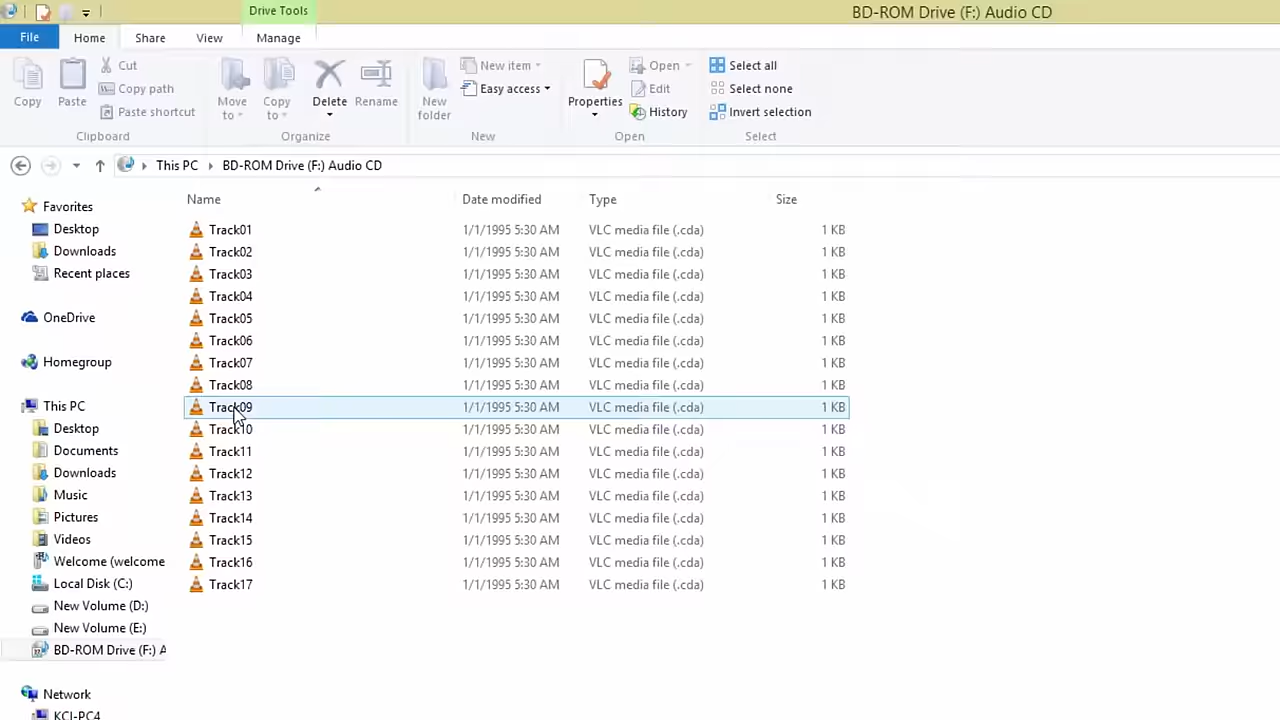 Drive Tools
BD-ROM Drive (F:) Audio CD
File Home Share View Manage
Copy
Paste
Cut
Copy path
Paste shortcut
Clipboard
Move to
Copy to
Delete
Rename
Organize
New folder
New item
Easy access
New
Properties
Open
Edit
History
Open
Select all
Select none
Invert selection
Select
This PC BD-ROM Drive (F:) Audio CD
Favorites
Desktop
Downloads
Recent places
OneDrive
Homegroup
This PC
Desktop
Documents
Downloads
Music
Pictures
Videos
Welcome (welcome
Local Disk (C:)
New Volume (D:)
New Volume (E:)
BD-ROM Drive (F:) A
Network
KCI-PC4
Name Date modified Type Size
Track01 1/1/1995 5:30 AM VLC media file (.cda) 1 KB
Track02 1/1/1995 5:30 AM VLC media file (.cda) 1 KB
Track03 1/1/1995 5:30 AM VLC media file (.cda) 1 KB
Track04 1/1/1995 5:30 AM VLC media file (.cda) 1 KB
Track05 1/1/1995 5:30 AM VLC media file (.cda) 1 KB
Track06 1/1/1995 5:30 AM VLC media file (.cda) 1 KB
Track07 1/1/1995 5:30 AM VLC media file (.cda) 1 KB
Track08 1/1/1995 5:30 AM VLC media file (.cda) 1 KB
Track09 1/1/1995 5:30 AM VLC media file (.cda) 1 KB
Track10 1/1/1995 5:30 AM VLC media file (.cda) 1 KB
Track11 1/1/1995 5:30 AM VLC media file (.cda) 1 KB
Track12 1/1/1995 5:30 AM VLC media file (.cda) 1 KB
Track13 1/1/1995 5:30 AM VLC media file (.cda) 1 KB
Track14 1/1/1995 5:30 AM VLC media file (.cda) 1 KB
Track15 1/1/1995 5:30 AM VLC media file (.cda) 1 KB
Track16 1/1/1995 5:30 AM VLC media file (.cda) 1 KB
Track17 1/1/1995 5:30 AM VLC media file (.cda) 1 KB